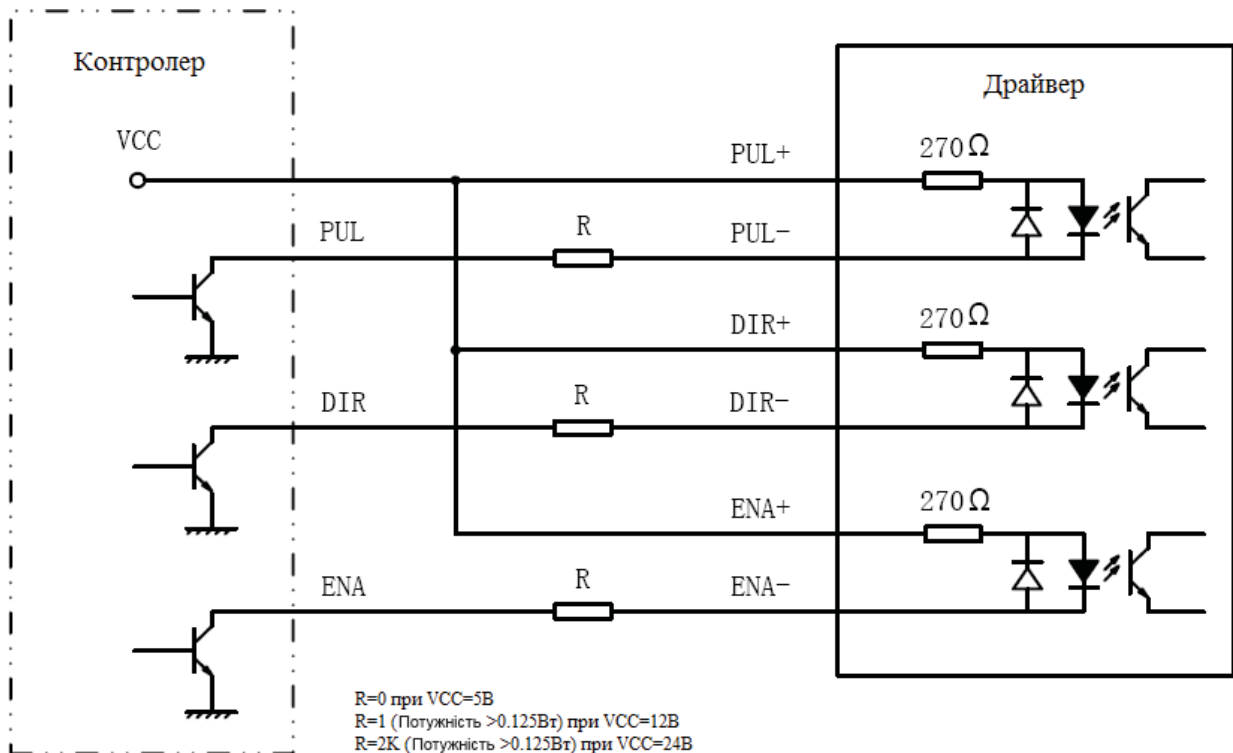 Контролер
Драйвер
VCC
PUL+
270Ω
PUL
R
PUL-
DIR+
270Ω
DIR
R
DIR-
ENA+
270Ω
ENA
R
ENA-
R=0 при VCC=5В
R=1 (Потужність >0.125Вт) при VCC=12В
R=2K (Потужність >0.125Вт) при VCC=24В